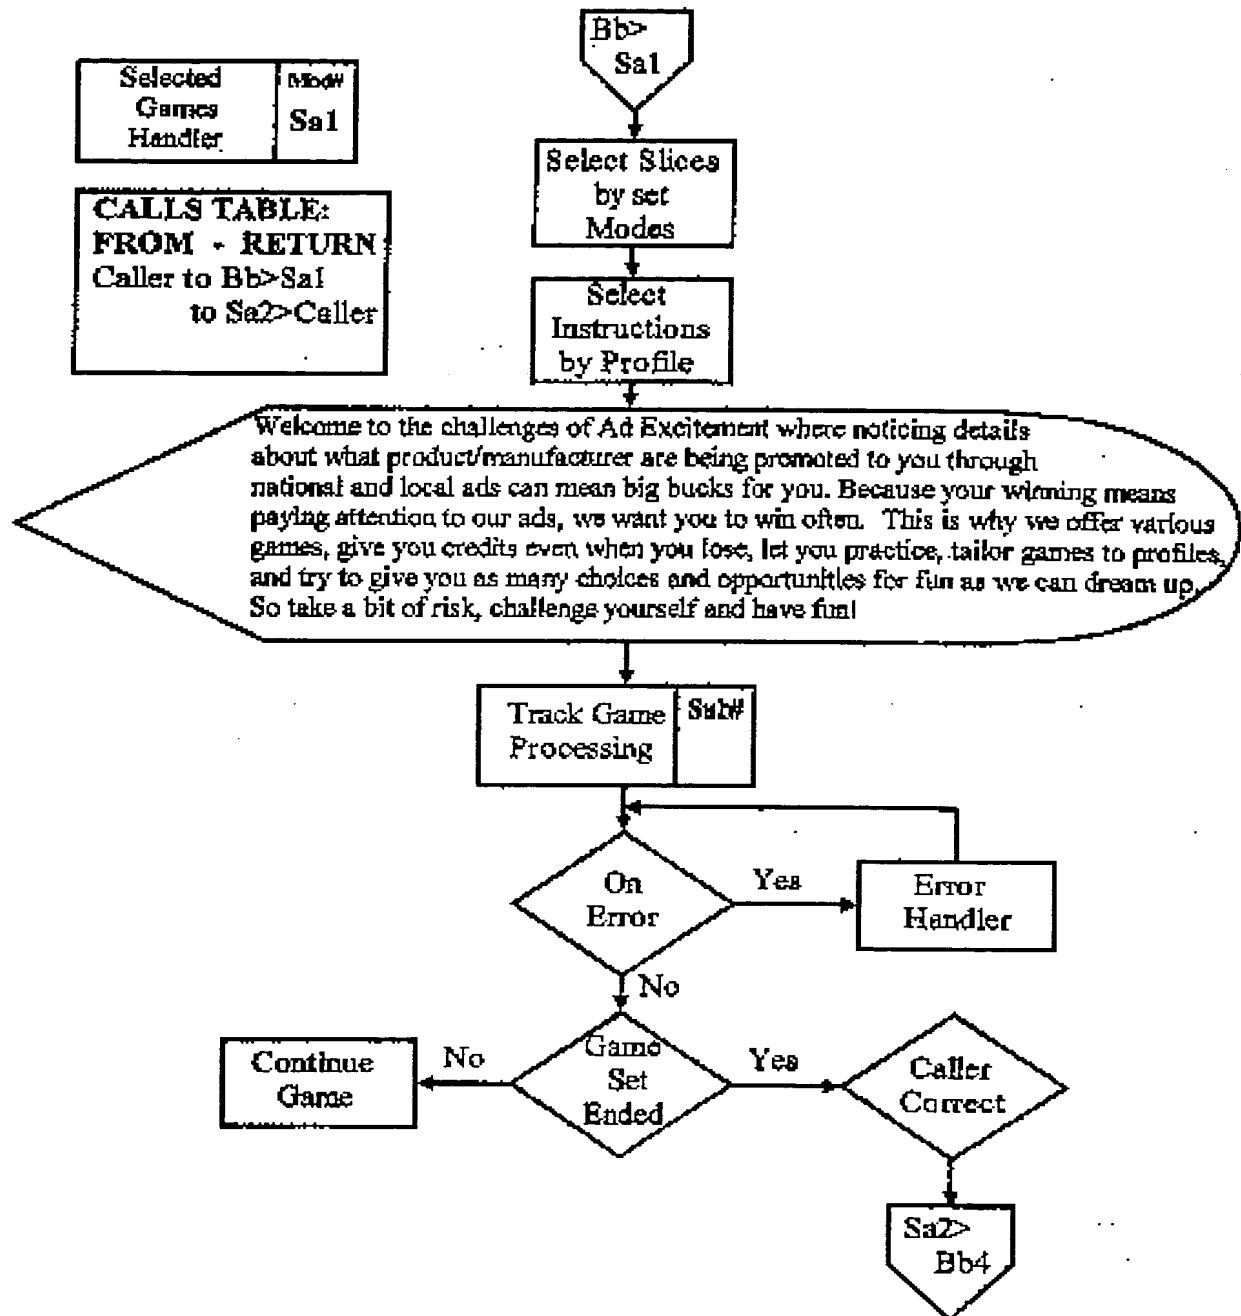 Bb>
Sa1
Selected
Games
Handler
Mod#
Sa1
CALLS TABLE:
FROM - RETURN
Caller to Bb>Sa1
to Sa2>Caller
Select Slices
by set
Modes
Select
Instructions
by Profile
Welcome to the challenges of Ad Excitement where noticing details
about what product/manufacturer are being promoted to you through
national and local ads can mean big bucks for you. Because your winning means
paying attention to our ads, we want you to win often. This is why we offer various
games, give you credits even when you lose, let you practice, tailor games to profiles,
and try to give you as many choices and opportunities for fun as we can dream up.
So take a bit of risk, challenge yourself and have fun!
Track Game
Processing
Sub#
On
Error
Yes
Error
Handler
No
Continue
Game
No
Game
Set
Ended
Yes
Caller
Correct
Sa2>
Bb4